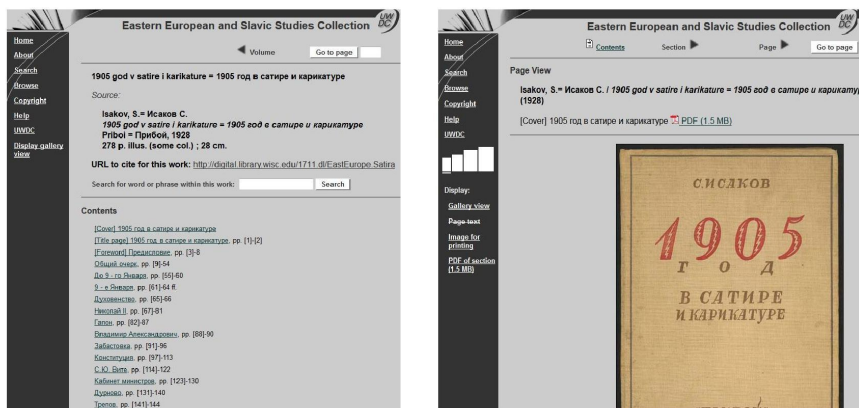 Eastern European and Slavic Studies Collection
UW
DC
Home
About
Search
Browse
Copyright
Help
UWDC
Display gallery
view
Volume
Go to page
1905 god v satire i karikature = 1905 год в сатире и карикатуре
Source:
Isakov, S.= Исаков С.
1905 god v satire i karikature = 1905 год в сатире и карикатуре
Priboi = Прибой, 1928
278 p. illus. (some col.) ; 28 cm.
URL to cite for this work: http://digital.library.wisc.edu/1711.dl/EastEurope.Satira
Search for word or phrase within this work:
Search
Contents
[Cover] 1905 год в сатире и карикатуре
[Title page] 1905 год в сатире и карикатуре, pp. [1]-[2]
[Foreword] Предисловие, pp. [3]-8
Общий очерк, pp. [9]-54
До 9 - го Января, pp. [55]-60
9 - е Января, pp. [61]-64 ff.
Духовенство, pp. [65]-66
Николай II, pp. [67]-81
Гапон, pp. [82]-87
Владимир Александрович, pp. [88]-90
Забастовка, pp. [91]-96
Конституция, pp. [97]-113
С.Ю. Витте, pp. [114]-122
Кабинет министров, pp. [123]-130
Дурново, pp. [131]-140
Трепов, pp. [141]-144
Eastern European and Slavic Studies Collection
UW
DC
Home
About
Search
Browse
Copyright
Help
UWDC
Display:
Gallery view
Page text
Image for
printing
PDF of section
(1.5 MB)
Contents
Section
Page
Go to page
Page View
Isakov, S.= Исаков С. / 1905 god v satire i karikature = 1905 год в сатире и карикату
(1928)
[Cover] 1905 год в сатире и карикатуре PDF (1.5 MB)
С.ИСАКОВ
1905
ГОД
В САТИРЕ
И КАРИКАТУРЕ